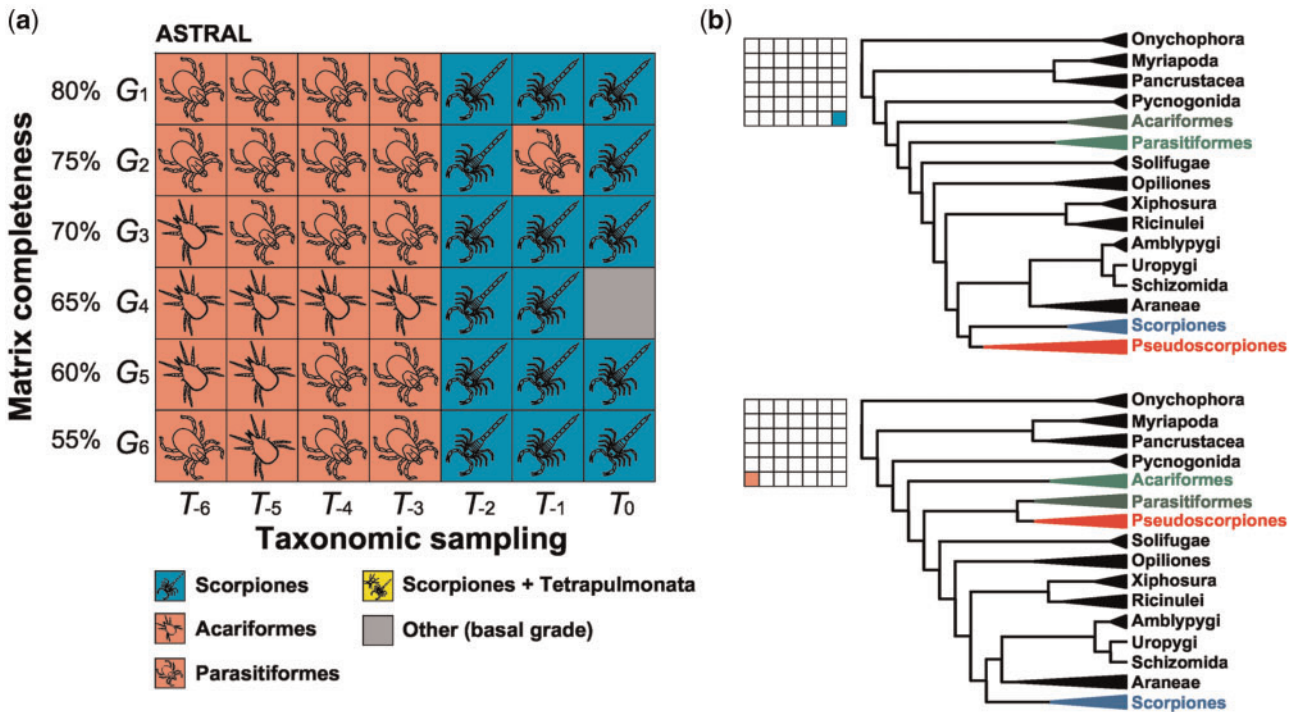 (a)
ASTRAL
Matrix completeness
80% G1
75% G2
70% G3
65% G4
60% G5
55% G6
T-6 T-5 T-4 T-3 T-2 T-1 T0
Taxonomic sampling
Scorpiones
Acariformes
Parasitiformes
Scorpiones + Tetrapulmonata
Other (basal grade)
(b)
Onychophora
Myriapoda
Pancrustacea
Pycnogonida
Acariformes
Parasitiformes
Solifugae
Opiliones
Xiphosura
Ricinulei
Amblypygi
Uropygi
Schizomida
Araneae
Scorpiones
Pseudoscorpiones
Onychophora
Myriapoda
Pancrustacea
Pycnogonida
Acariformes
Parasitiformes
Pseudoscorpiones
Solifugae
Opiliones
Xiphosura
Ricinulei
Amblypygi
Uropygi
Schizomida
Araneae
Scorpiones